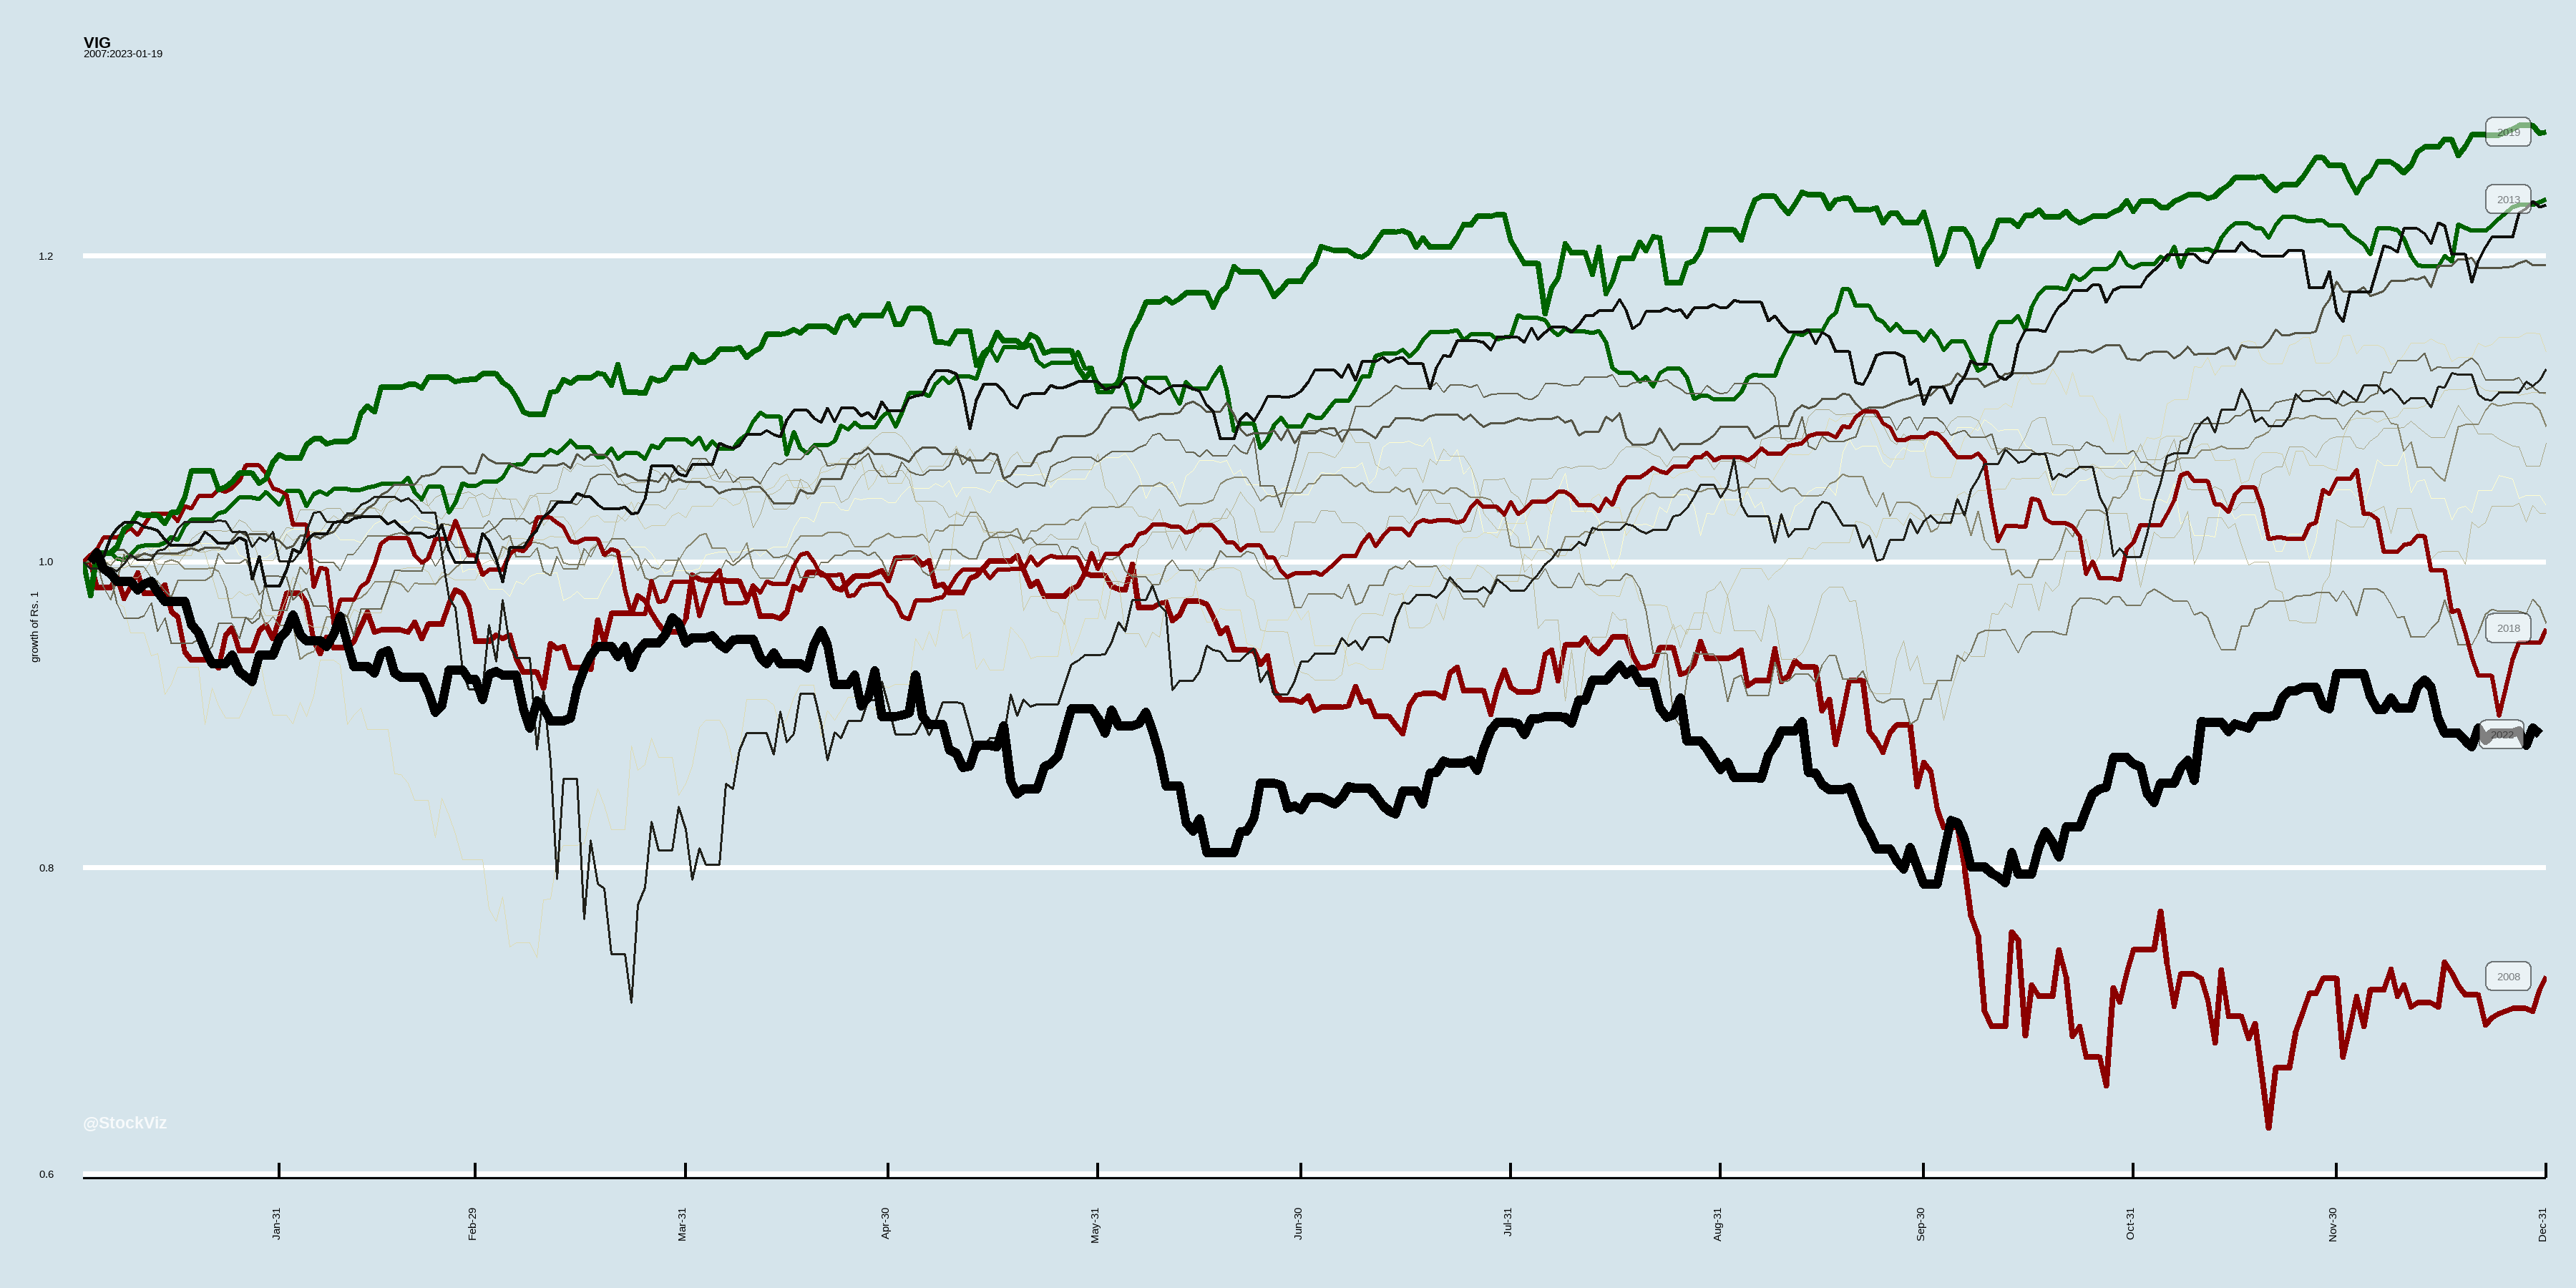 VIG
2007:2023-01-19
2019
2013
1.2
1.0
growth of Rs. 1
2018
2022
0.8
2008
@StockViz
0.6
Jan-31
Feb-29
Mar-31
Apr-30
May-31
Jun-30
Jul-31
Aug-31
Sep-30
Oct-31
Nov-30
Dec-31